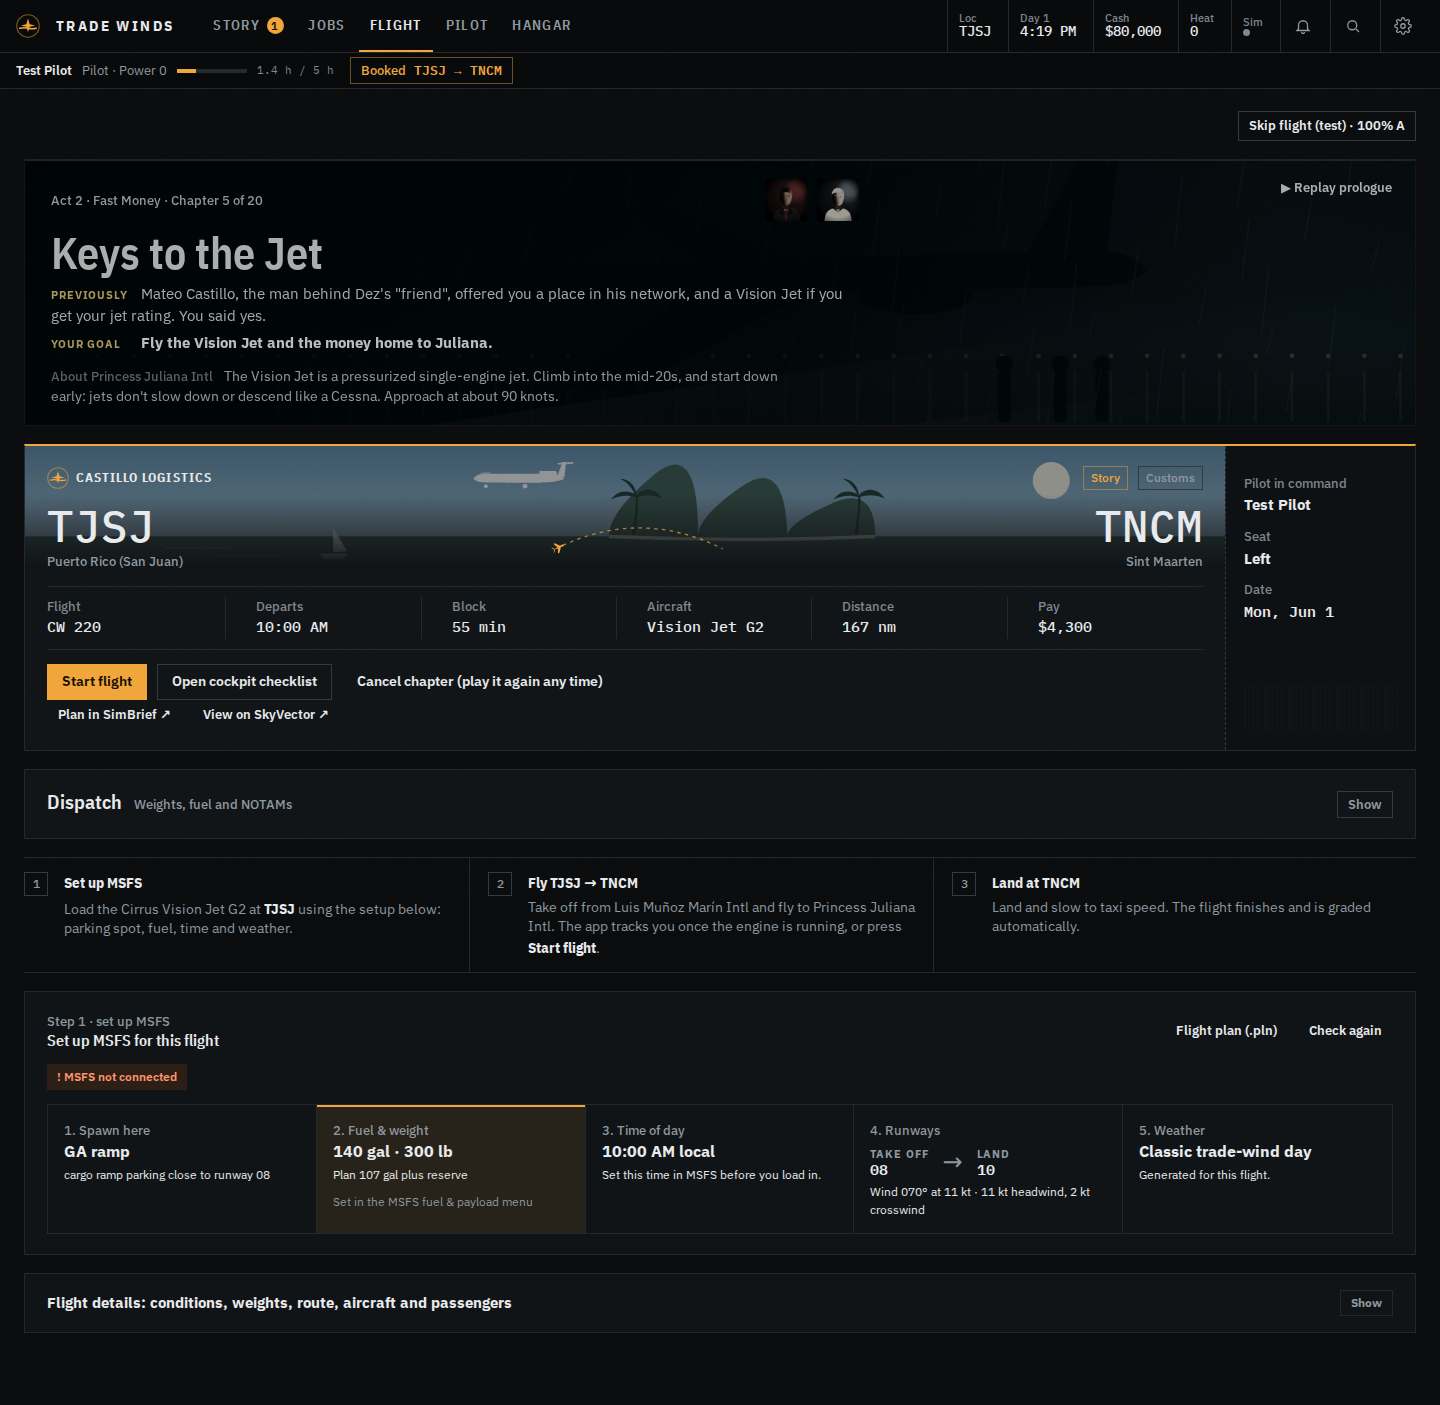 TRADE WINDS
STORY 1 JOBS FLIGHT PILOT HANGAR
Loc
TJSJ
Day 1
4:19 PM
Cash
$80,000
Heat
0
Sim
Test Pilot Pilot · Power 0 1.4 h / 5 h Booked TJSJ → TNCM
Skip flight (test) · 100% A
Act 2 · Fast Money · Chapter 5 of 20
▶ Replay prologue
Keys to the Jet
PREVIOUSLY Mateo Castillo, the man behind Dez's "friend", offered you a place in his network, and a Vision Jet if you
get your jet rating. You said yes.
YOUR GOAL Fly the Vision Jet and the money home to Juliana.
About Princess Juliana Intl The Vision Jet is a pressurized single-engine jet. Climb into the mid-20s, and start down
early: jets don't slow down or descend like a Cessna. Approach at about 90 knots.
CASTILLO LOGISTICS
Story Customs
TJSJ
Puerto Rico (San Juan)
TNCM
Sint Maarten
Flight
CW 220
Departs
10:00 AM
Block
55 min
Aircraft
Vision Jet G2
Distance
167 nm
Pay
$4,300
Start flight
Open cockpit checklist
Cancel chapter (play it again any time)
Plan in SimBrief ↗
View on SkyVector ↗
Pilot in command
Test Pilot
Seat
Left
Date
Mon, Jun 1
Dispatch Weights, fuel and NOTAMs
Show
1 Set up MSFS
Load the Cirrus Vision Jet G2 at TJSJ using the setup below:
parking spot, fuel, time and weather.
2 Fly TJSJ → TNCM
Take off from Luis Muñoz Marín Intl and fly to Princess Juliana
Intl. The app tracks you once the engine is running, or press
Start flight.
3 Land at TNCM
Land and slow to taxi speed. The flight finishes and is graded
automatically.
Step 1 · set up MSFS
Set up MSFS for this flight
Flight plan (.pln)
Check again
! MSFS not connected
1. Spawn here
GA ramp
cargo ramp parking close to runway 08
2. Fuel & weight
140 gal · 300 lb
Plan 107 gal plus reserve
Set in the MSFS fuel & payload menu
3. Time of day
10:00 AM local
Set this time in MSFS before you load in.
4. Runways
TAKE OFF → LAND
08 10
Wind 070° at 11 kt · 11 kt headwind, 2 kt
crosswind
5. Weather
Classic trade-wind day
Generated for this flight.
Flight details: conditions, weights, route, aircraft and passengers
Show